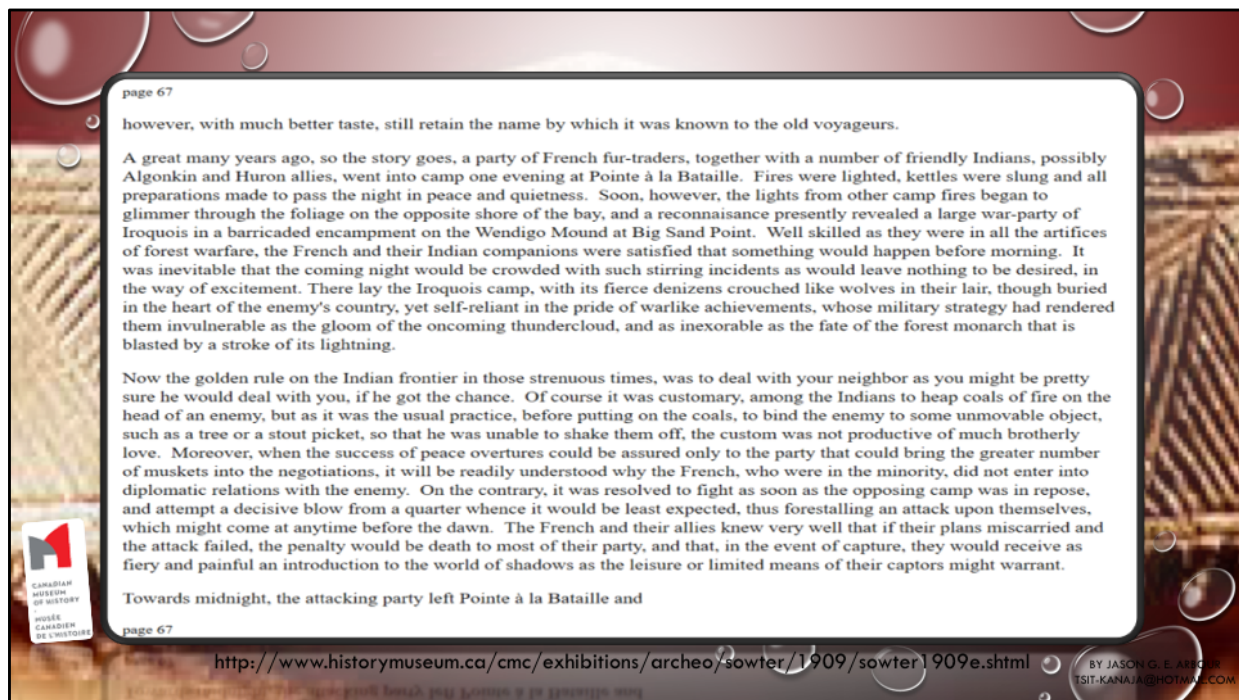 page 67
however, with much better taste, still retain the name by which it was known to the old voyageurs.
A great many years ago, so the story goes, a party of French fur-traders, together with a number of friendly Indians, possibly
Algonkin and Huron allies, went into camp one evening at Pointe à la Bataille.  Fires were lighted, kettles were slung and all
preparations made to pass the night in peace and quietness.  Soon, however, the lights from other camp fires began to
glimmer through the foliage on the opposite shore of the bay, and a reconnaisance presently revealed a large war-party of
Iroquois in a barricaded encampment on the Wendigo Mound at Big Sand Point.  Well skilled as they were in all the artifices
of forest warfare, the French and their Indian companions were satisfied that something would happen before morning.  It
was inevitable that the coming night would be crowded with such stirring incidents as would leave nothing to be desired, in
the way of excitement. There lay the Iroquois camp, with its fierce denizens crouched like wolves in their lair, though buried
in the heart of the enemy's country, yet self-reliant in the pride of warlike achievements, whose military strategy had rendered
them invulnerable as the gloom of the oncoming thundercloud, and as inexorable as the fate of the forest monarch that is
blasted by a stroke of its lightning.
Now the golden rule on the Indian frontier in those strenuous times, was to deal with your neighbor as you might be pretty
sure he would deal with you, if he got the chance.  Of course it was customary, among the Indians to heap coals of fire on the
head of an enemy, but as it was the usual practice, before putting on the coals, to bind the enemy to some unmovable object,
such as a tree or a stout picket, so that he was unable to shake them off, the custom was not productive of much brotherly
love.  Moreover, when the success of peace overtures could be assured only to the party that could bring the greater number
of muskets into the negotiations, it will be readily understood why the French, who were in the minority, did not enter into
diplomatic relations with the enemy.  On the contrary, it was resolved to fight as soon as the opposing camp was in repose,
and attempt a decisive blow from a quarter whence it would be least expected, thus forestalling an attack upon themselves,
which might come at anytime before the dawn.  The French and their allies knew very well that if their plans miscarried and
the attack failed, the penalty would be death to most of their party, and that, in the event of capture, they would receive as
fiery and painful an introduction to the world of shadows as the leisure or limited means of their captors might warrant.
Towards midnight, the attacking party left Pointe à la Bataille and
page 67
CANADIAN
MUSEUM
OF HISTORY
MUSÉE
CANADIEN
DE L'HISTOIRE
http://www.historymuseum.ca/cmc/exhibitions/archeo/sowter/1909/sowter1909e.shtml
BY JASON G. E. ARBOUR
TSIT-KANAJA@HOTMAIL.COM